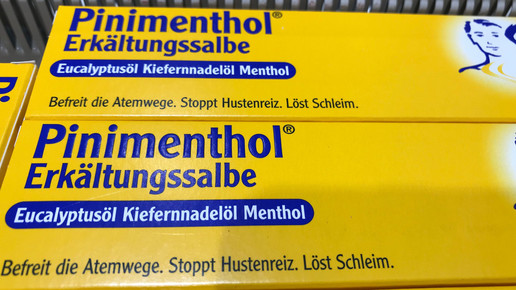 Pinimenthol®
Erkältungssalbe
Eucalyptusöl Kiefernnadelöl Menthol
Befreit die Atemwege. Stoppt Hustenreiz. Löst Schleim.
Pinimenthol®
Erkältungssalbe
Eucalyptusöl Kiefernnadelöl Menthol
Befreit die Atemwege. Stoppt Hustenreiz. Löst Schleim.